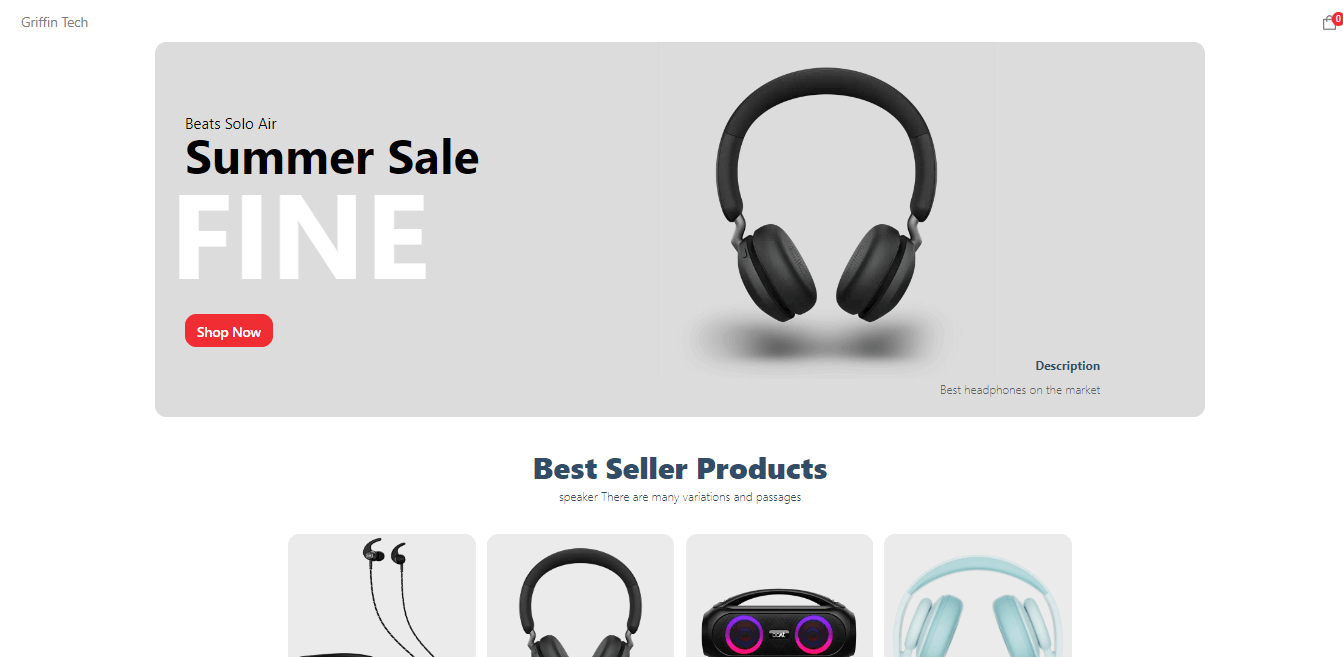 Griffin Tech
0
Beats Solo Air
Summer Sale
FINE
Shop Now
Description
Best headphones on the market
Best Seller Products
speaker There are many variations and passages